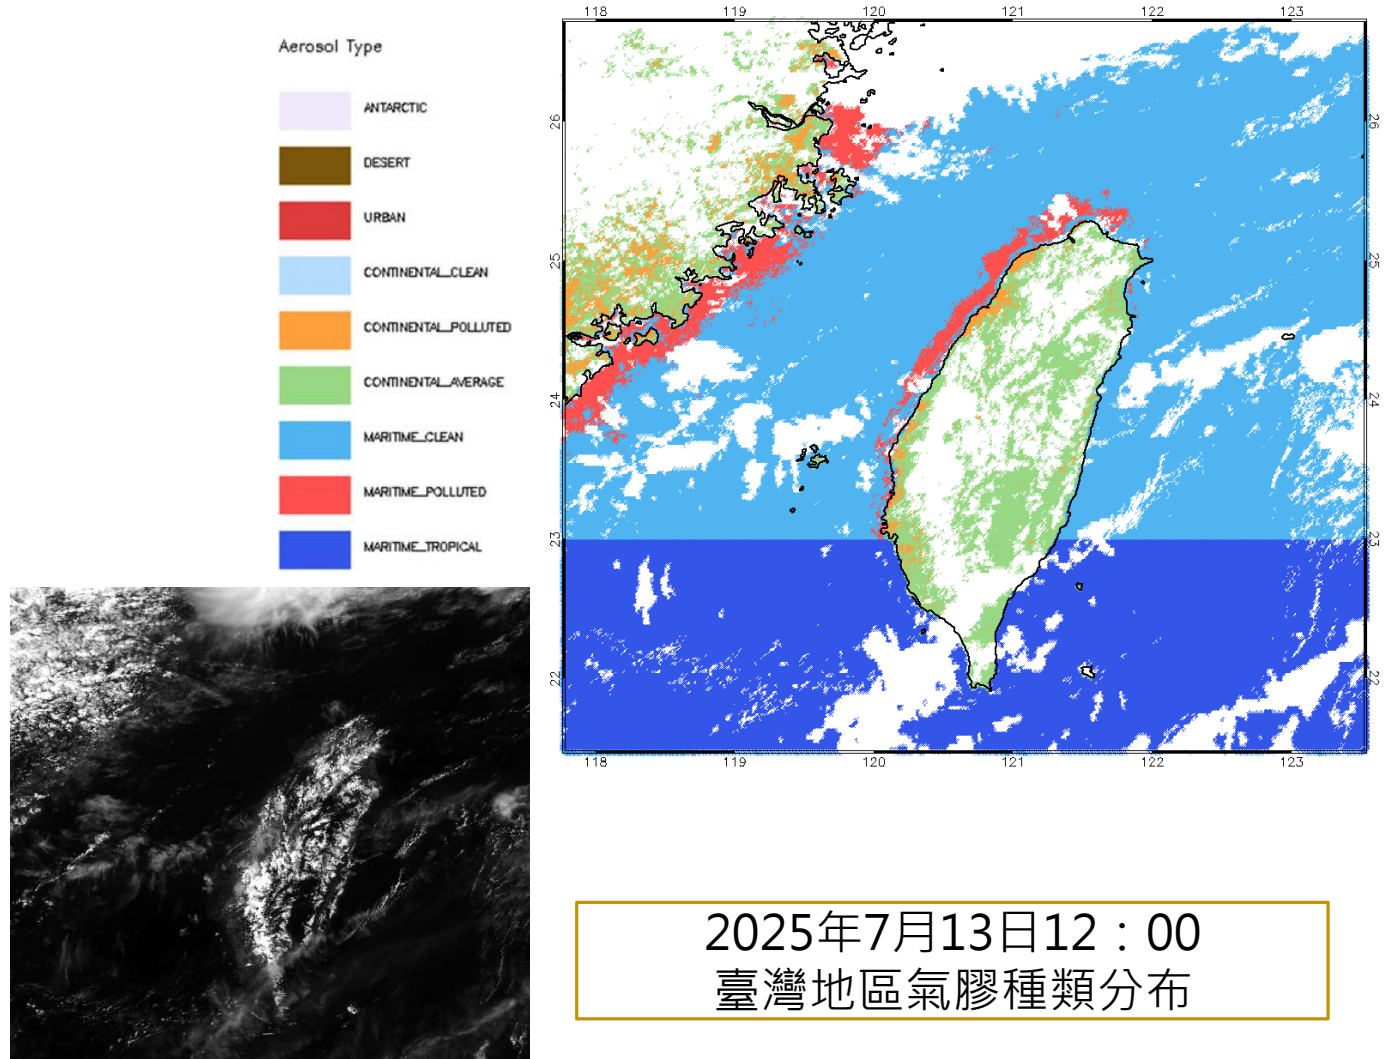 Aerosol Type
ANTARCTIC
DESERT
URBAN
CONTINENTAL_CLEAN
CONTINENTAL_POLLUTED
CONTINENTAL_AVERAGE
MARITIME_CLEAN
MARITIME_POLLUTED
MARITIME_TROPICAL
118 119 120 121 122 123
26 26
25 25
24 24
23 23
22 22
118 119 120 121 122 123
2025年7月13日12：00
臺灣地區氣膠種類分布